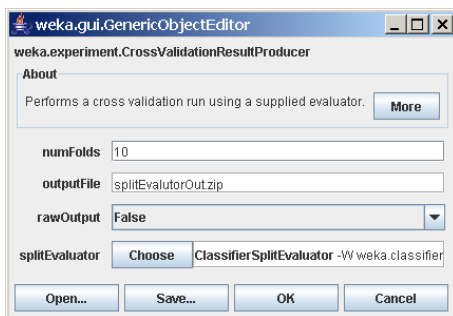 weka.gui.GenericObjectEditor
weka.experiment.CrossValidationResultProducer
About
Performs a cross validation run using a supplied evaluator. More
numFolds 10
outputFile splitEvalutorOut.zip
rawOutput False
splitEvaluator Choose ClassifierSplitEvaluator -W weka.classifier
Open... Save... OK Cancel